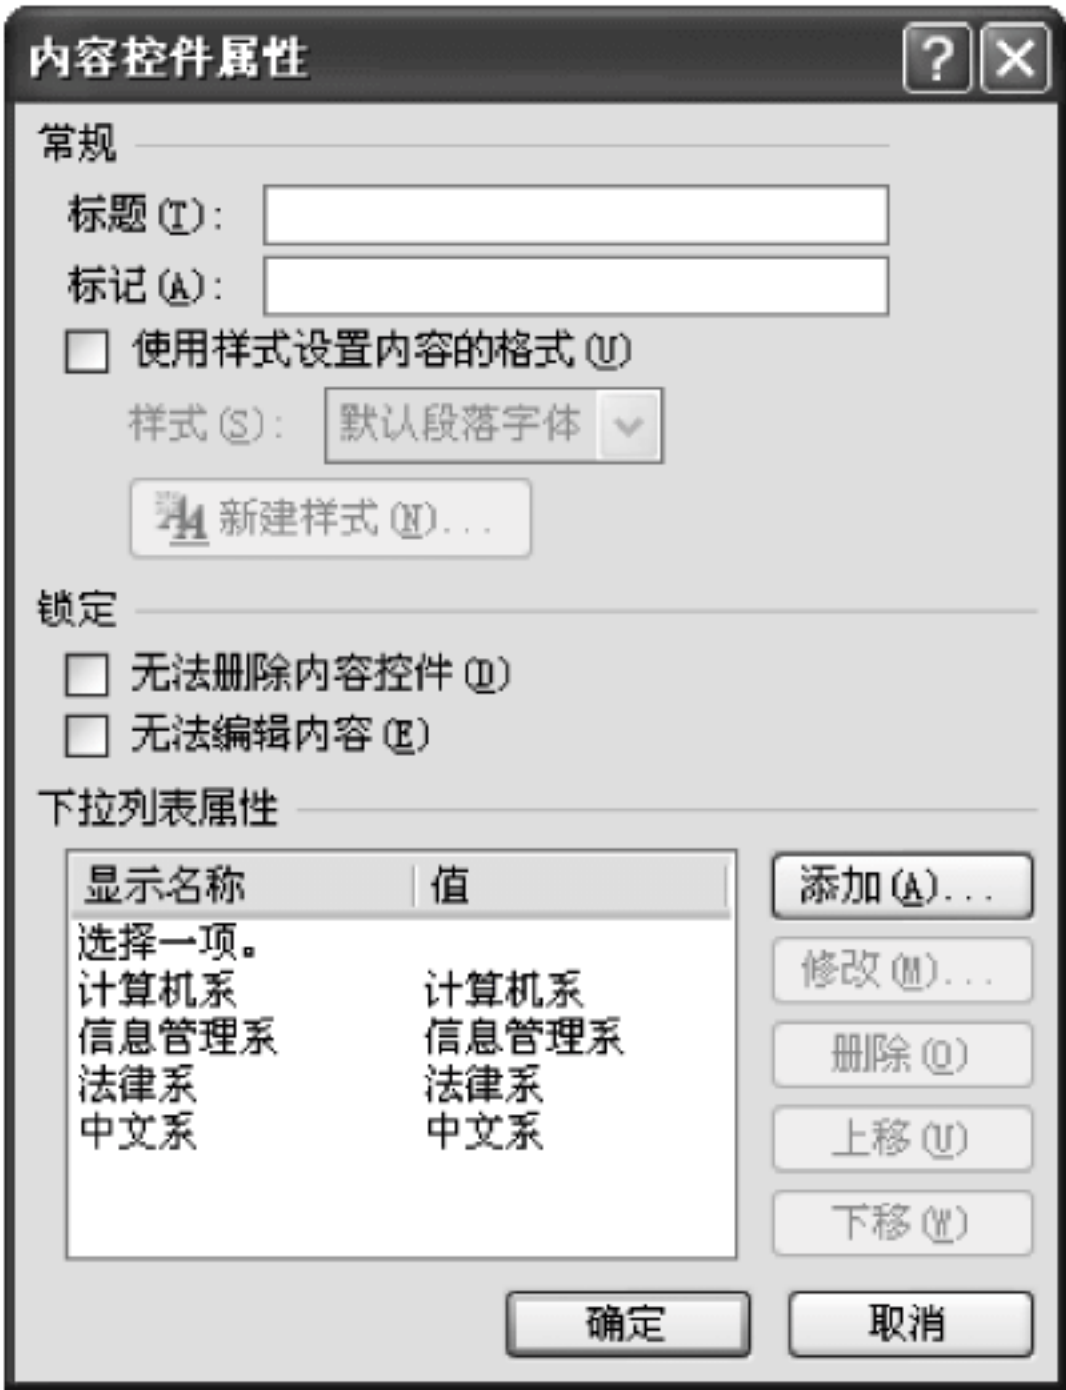 内容控件属性
常规
标题(T):
标记(A):
使用样式设置内容的格式(U)
样式(S): 默认段落字体
新建样式(N)...
锁定
无法删除内容控件(D)
无法编辑内容(E)
下拉列表属性
显示名称 值 添加(A)...
选择一项。
计算机系 计算机系 修改(M)...
信息管理系 信息管理系 删除(O)
法律系 法律系
中文系 中文系 上移(U)
下移(W)
确定 取消